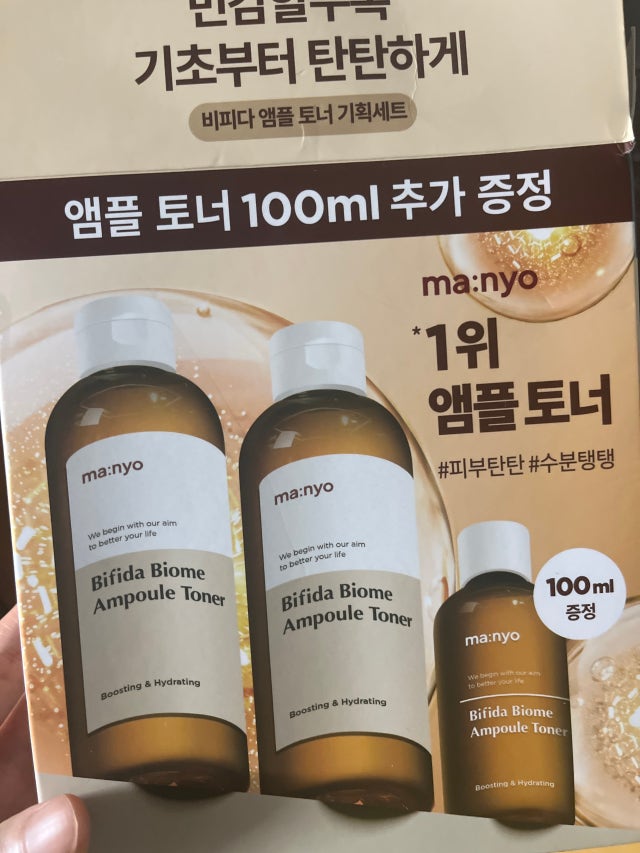 민감할수록
기초부터 탄탄하게
비피다 앰플 토너 기획세트
앰플 토너 100ml 추가 증정
ma:nyo
*1위
앰플 토너
#피부탄탄 #수분탱탱
ma:nyo
We begin with our aim
to better your life
Bifida Biome
Ampoule Toner
Boosting & Hydrating
ma:nyo
We begin with our aim
to better your life
Bifida Biome
Ampoule Toner
Boosting & Hydrating
100ml
증정
ma:nyo
We begin with our aim
to better your life
Bifida Biome
Ampoule Toner
Boosting & Hydrating